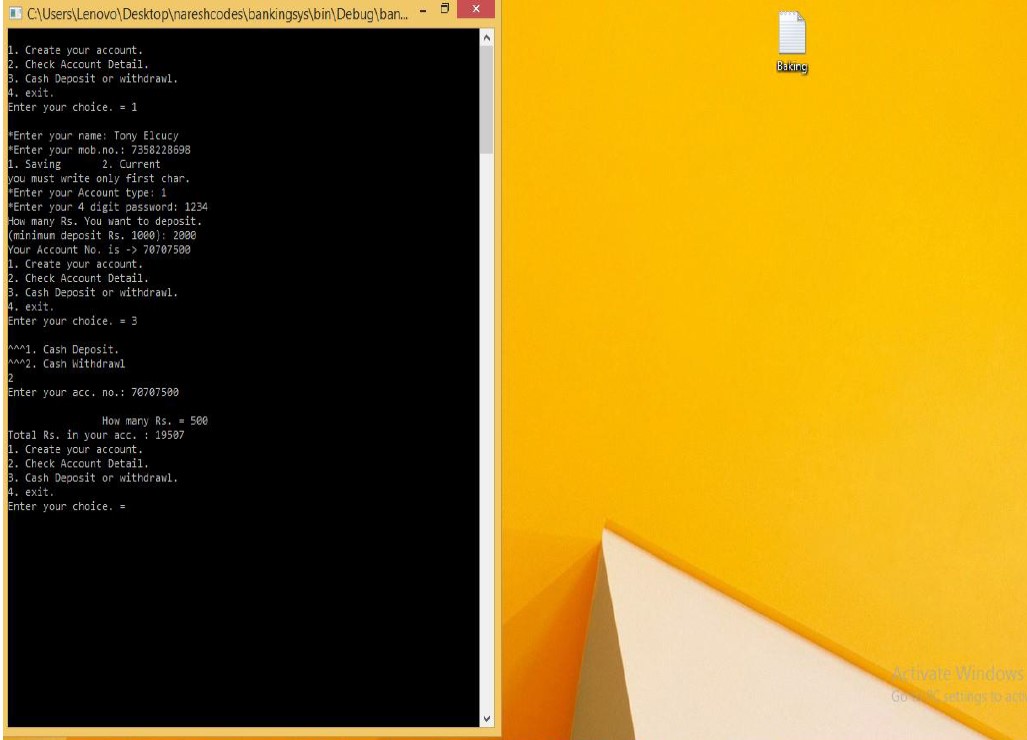 C:\Users\Lenovo\Desktop\nareshcodes\bankingsys\bin\Debug\ban...
1. Create your account.
2. Check Account Detail.
3. Cash Deposit or withdrawl.
4. exit.
Enter your choice. = 1
*Enter your name: Tony Elcucy
*Enter your mob.no.: 7358228698
1. Saving 2. Current
you must write only first char.
*Enter your Account type: 1
*Enter your 4 digit password: 1234
How many Rs. You want to deposit.
(minimum deposit Rs. 1000): 2000
Your Account No. is -> 70707500
1. Create your account.
2. Check Account Detail.
3. Cash Deposit or withdrawl.
4. exit.
Enter your choice. = 3
^^^1. Cash Deposit.
^^^2. Cash Withdrawl
2
Enter your acc. no.: 70707500
How many Rs. = 500
Total Rs. in your acc. : 19507
1. Create your account.
2. Check Account Detail.
3. Cash Deposit or withdrawl.
4. exit.
Enter your choice. =
Baking
Activate Windows
Go to PC settings to acti